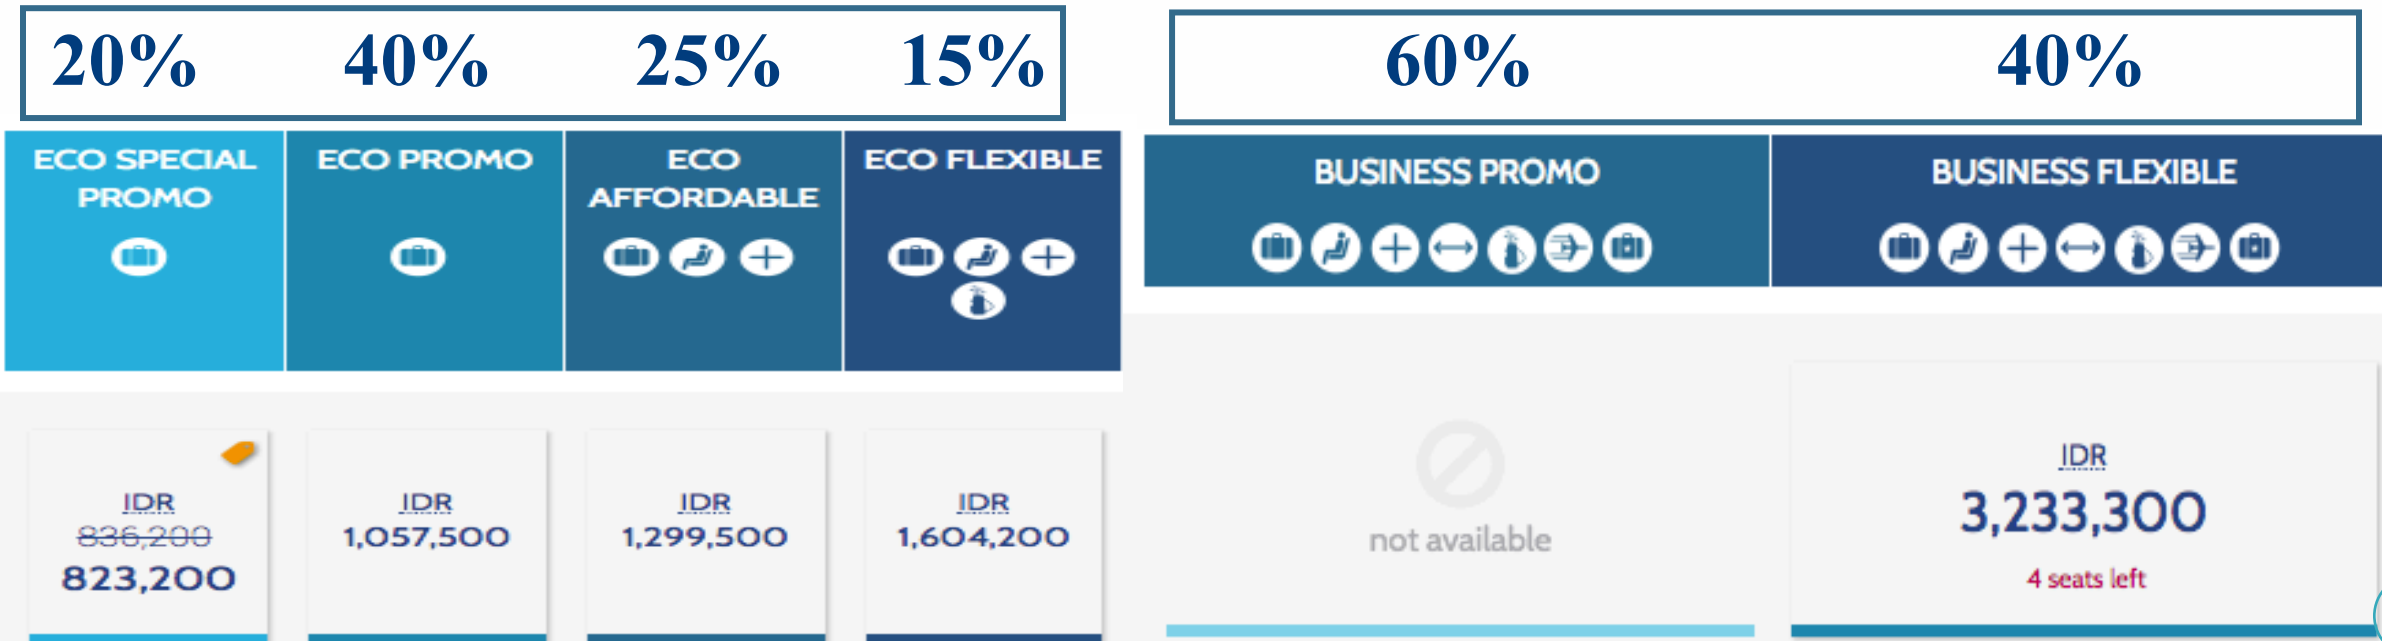 20% 40% 25% 15%
60% 40%
ECO SPECIAL PROMO
ECO PROMO
ECO AFFORDABLE
ECO FLEXIBLE
BUSINESS PROMO
BUSINESS FLEXIBLE
IDR
836,200
823,200
IDR
1,057,500
IDR
1,299,500
IDR
1,604,200
not available
IDR
3,233,300
4 seats left